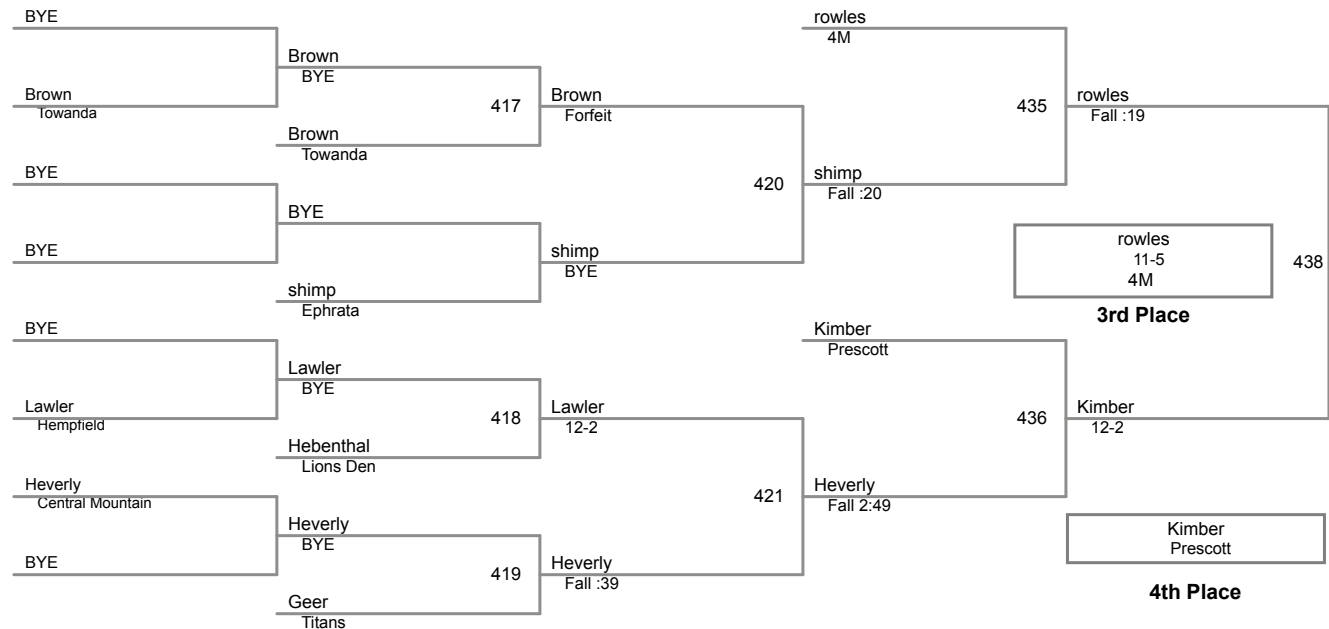 BYE
Brown
Towanda
BYE
BYE
BYE
Lawler
Hempfield
Heverly
Central Mountain
BYE
Brown
BYE
Brown
Towanda
BYE
shimp
Ephrata
Lawler
BYE
Hebenthal
Lions Den
Heverly
BYE
Geer
Titans
417
418
419
Brown
Forfeit
shimp
BYE
Lawler
12-2
Heverly
Fall :39
420
421
rowles
4M
shimp
Fall :20
Kimber
Prescott
Heverly
Fall 2:49
435
436
rowles
Fall :19
Kimber
12-2
438
rowles
11-5
4M
3rd Place
Kimber
Prescott
4th Place